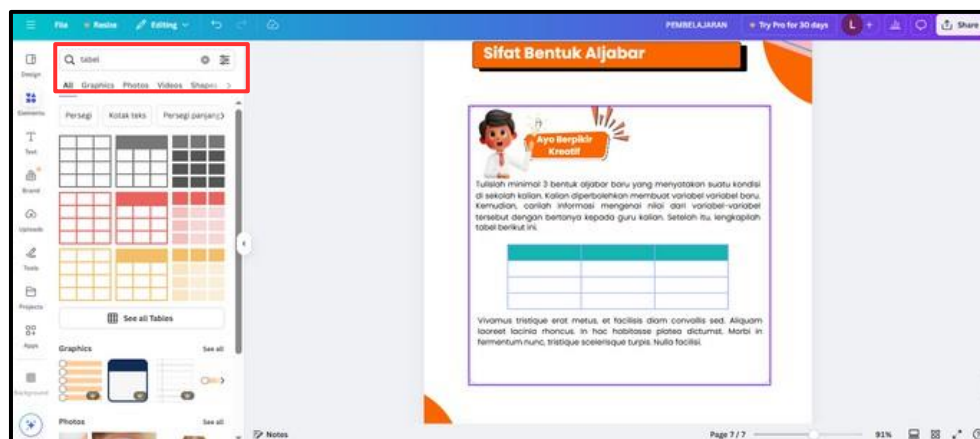 File
Resize
Editing
PEMBELAJARAN
Try Pro for 30 days
L
Share
Design
Elements
Text
Brand
Uploads
Tools
Projects
Apps
Background
tabel
All Graphics Photos Videos Shapes
Persegi Kotak teks Persegi panjang
See all Tables
Graphics See all
Photos See all
Sifat Bentuk Aljabar
Ayo Berpikir
Kreatif
Tulislah minimal 3 bentuk aljabar baru yang menyatakan suatu kondisi
di sekolah kalian. Kalian diperbolehkan membuat variabel variabel baru.
Kemudian, carilah informasi mengenai nilai dari variabel-variabel
tersebut dengan bertanya kepada guru kalian. Setelah itu, lengkapilah
tabel berikut ini.
Vivamus tristique erat metus, et facilisis diam convallis sed. Aliquam
laoreet lacinia rhoncus. In hac habitasse platea dictumst. Morbi in
fermentum nunc, tristique scelerisque turpis. Nulla facilisi.
Notes
Page 7 / 7
91%